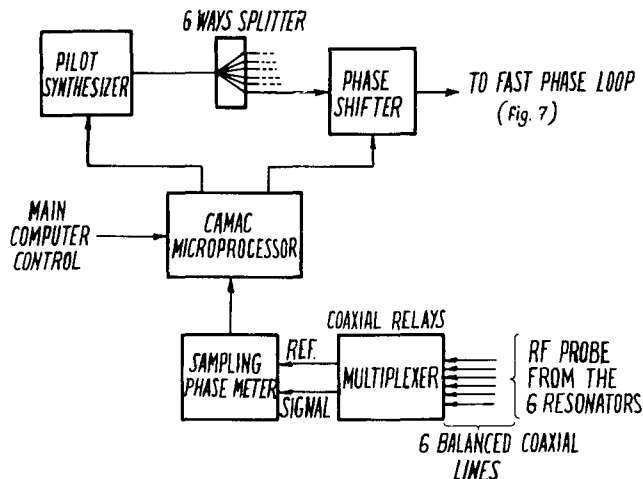 6 WAYS SPLITTER
PILOT
SYNTHESIZER
PHASE
SHIFTER
TO FAST PHASE LOOP
(Fig. 7)
MAIN
COMPUTER
CONTROL
CAMAC
MICROPROCESSOR
COAXIAL RELAYS
SAMPLING
PHASE METER
REF.
SIGNAL
MULTIPLEXER
RF PROBE
FROM THE
6 RESONATORS
6 BALANCED COAXIAL
LINES